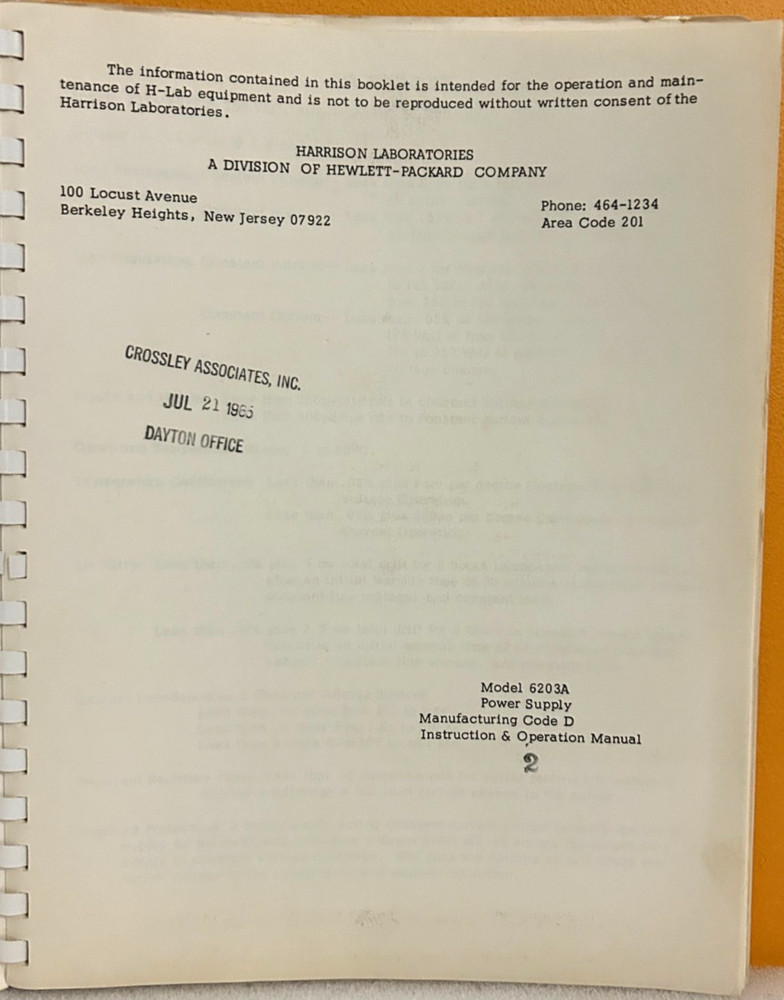 The information contained in this booklet is intended for the operation and main-
tenance of H-Lab equipment and is not to be reproduced without written consent of the
Harrison Laboratories.
HARRISON LABORATORIES
A DIVISION OF HEWLETT-PACKARD COMPANY
100 Locust Avenue
Berkeley Heights, New Jersey 07922
Phone: 464-1234
Area Code 201
CROSSLEY ASSOCIATES, INC.
JUL 21 1965
DAYTON OFFICE
Model 6203A
Power Supply
Manufacturing Code D
Instruction & Operation Manual
2